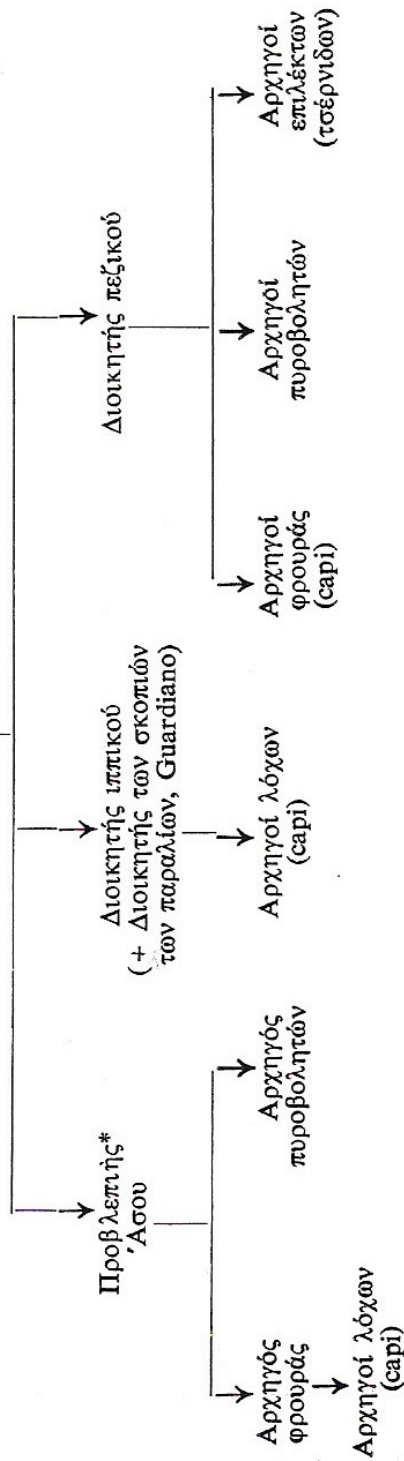 Προβλεπτής*
Άσου
Διοικητής ιππικού
(+ Διοικητής των σκοπιών
των παραλίων, Guardiano)
Διοικητής πεζικού
Αρχηγός
φρουράς
Αρχηγός
πυροβολητών
Αρχηγοί λόχων
(capi)
Αρχηγοί
φρουράς
(capi)
Αρχηγοί
πυροβολητών
Αρχηγοί
επιλέκτων
(τσέρνιδων)
Αρχηγοί λόχων
(capi)